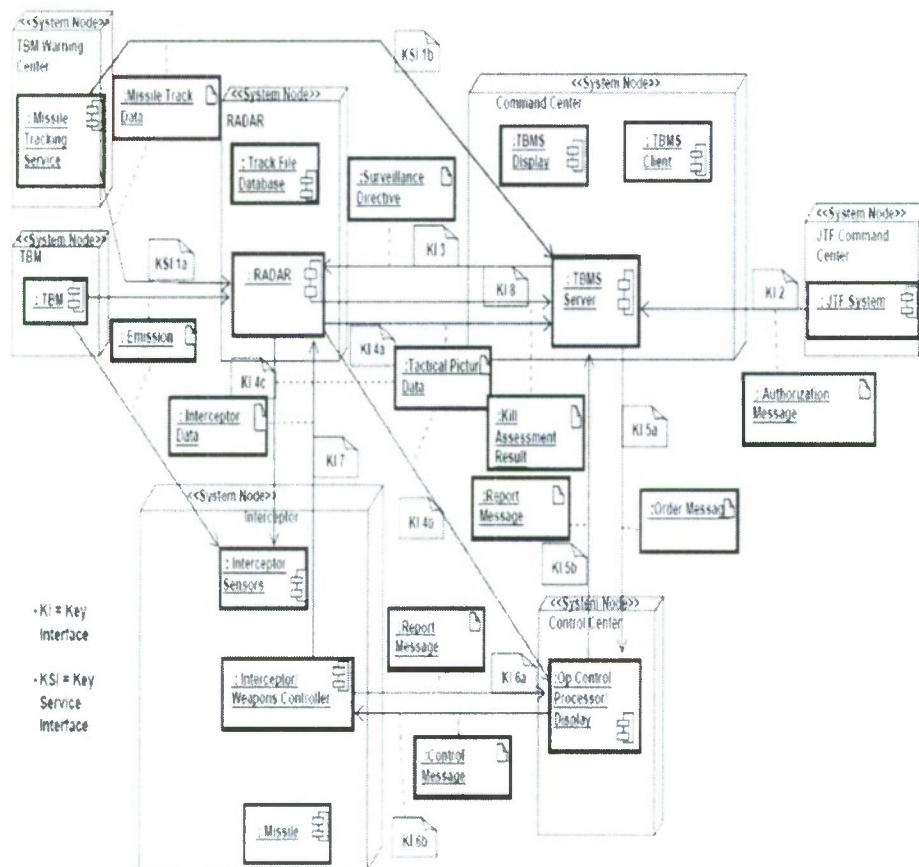 <<System Node>>
TBM Warning
Center
: Missile
Tracking
Service
:Missile Track
Data
<<System Node>>
RADAR
: Track File
Database
:Surveillance
Directive
KSI 1b
<<System Node>>
Command Center
:TBMS
Display
: TBMS
Client
<<System Node>>
JTF Command
Center
:JTF System
<<System Node>>
TBM
: TBM
KSI 1a
: RADAR
KI 3
KI 8
: TBMS
Server
KI 2
: Emission
KI 4a
KI 4c
:Tactical Pictur
Data
: Interceptor
Data
:Kill
Assessment
Result
KI 5a
: Authorization
Message
KI 7
<<System Node>>
Interceptor
KI 4b
:Report
Message
:Order Messag
KI 5b
: Interceptor
Sensors
- KI = Key
Interface
- KSI = Key
Service
Interface
:Report
Message
<<System Node>>
Control Center
: Interceptor/
Weapons Controller
KI 6a
:Op Control
Processor/
Display
:Control
Message
: Missile
KI 6b